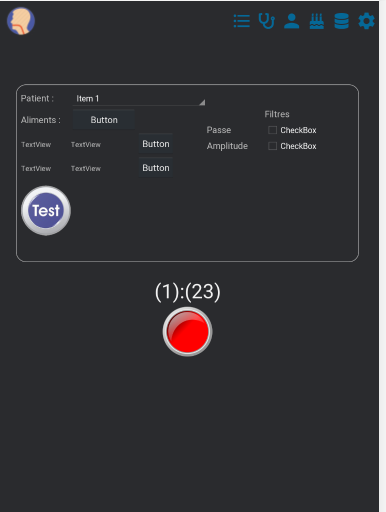 Patient : Item 1
Aliments : Button
Filtres
Passe CheckBox
TextView TextView Button
Amplitude CheckBox
TextView TextView Button
Test
(1):(23)